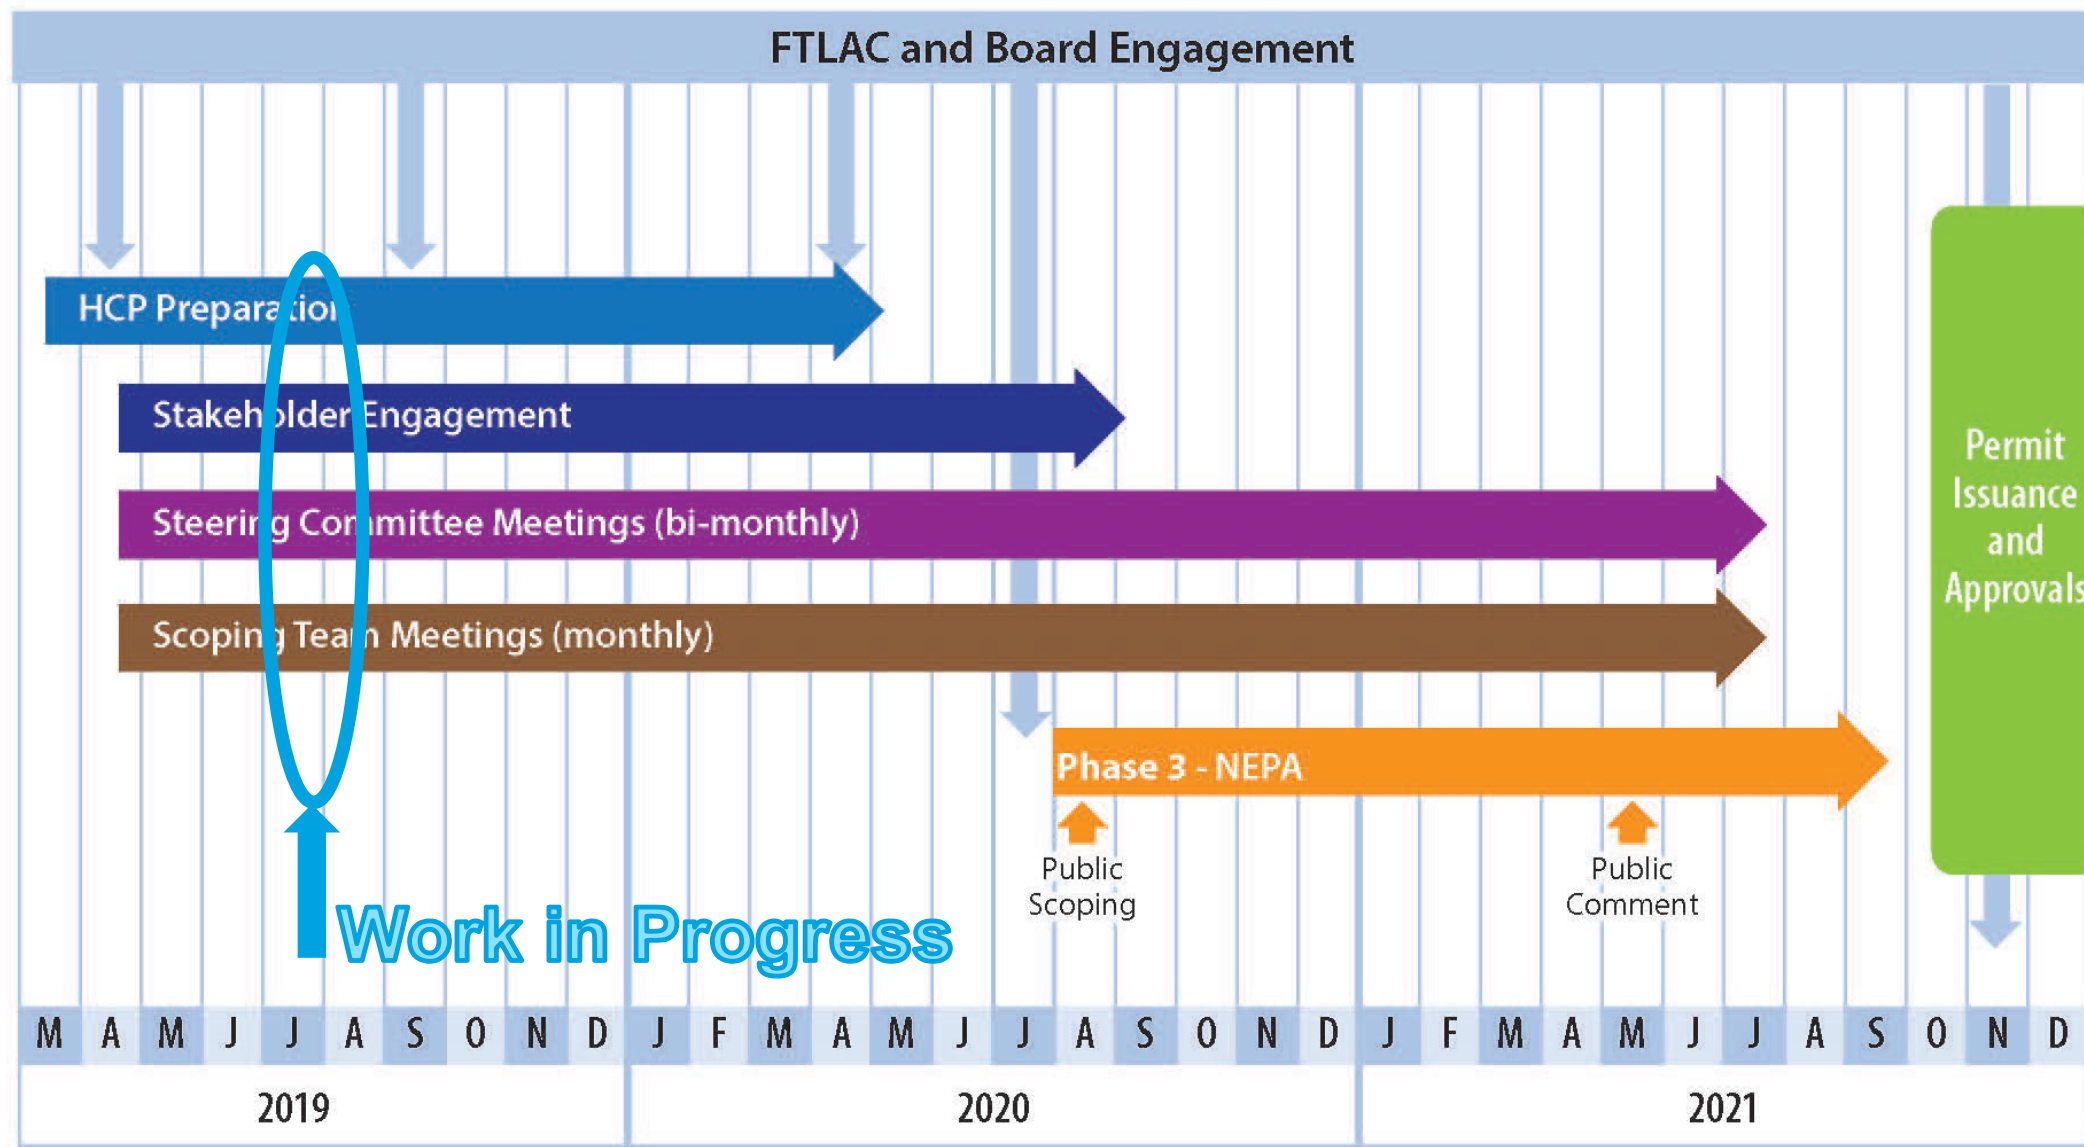 FTLAC and Board Engagement
HCP Preparation
Stakeholder Engagement
Steering Committee Meetings (bi-monthly)
Scoping Team Meetings (monthly)
Permit
Issuance
and
Approvals
Phase 3 - NEPA
Public
Scoping
Public
Comment
Work in Progress
M A M J J A S O N D J F M A M J J A S O N D J F M A M J J A S O N D
2019 2020 2021